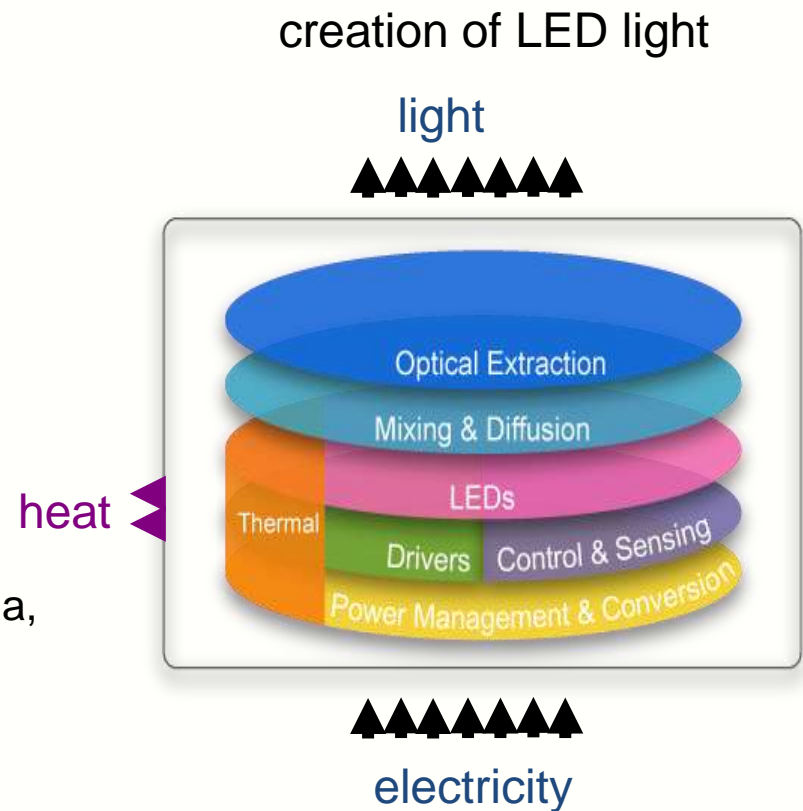 creation of LED light
light
Optical Extraction
Mixing & Diffusion
LEDs
heat
Thermal
Drivers
Control & Sensing
a,
Power Management & Conversion
electricity